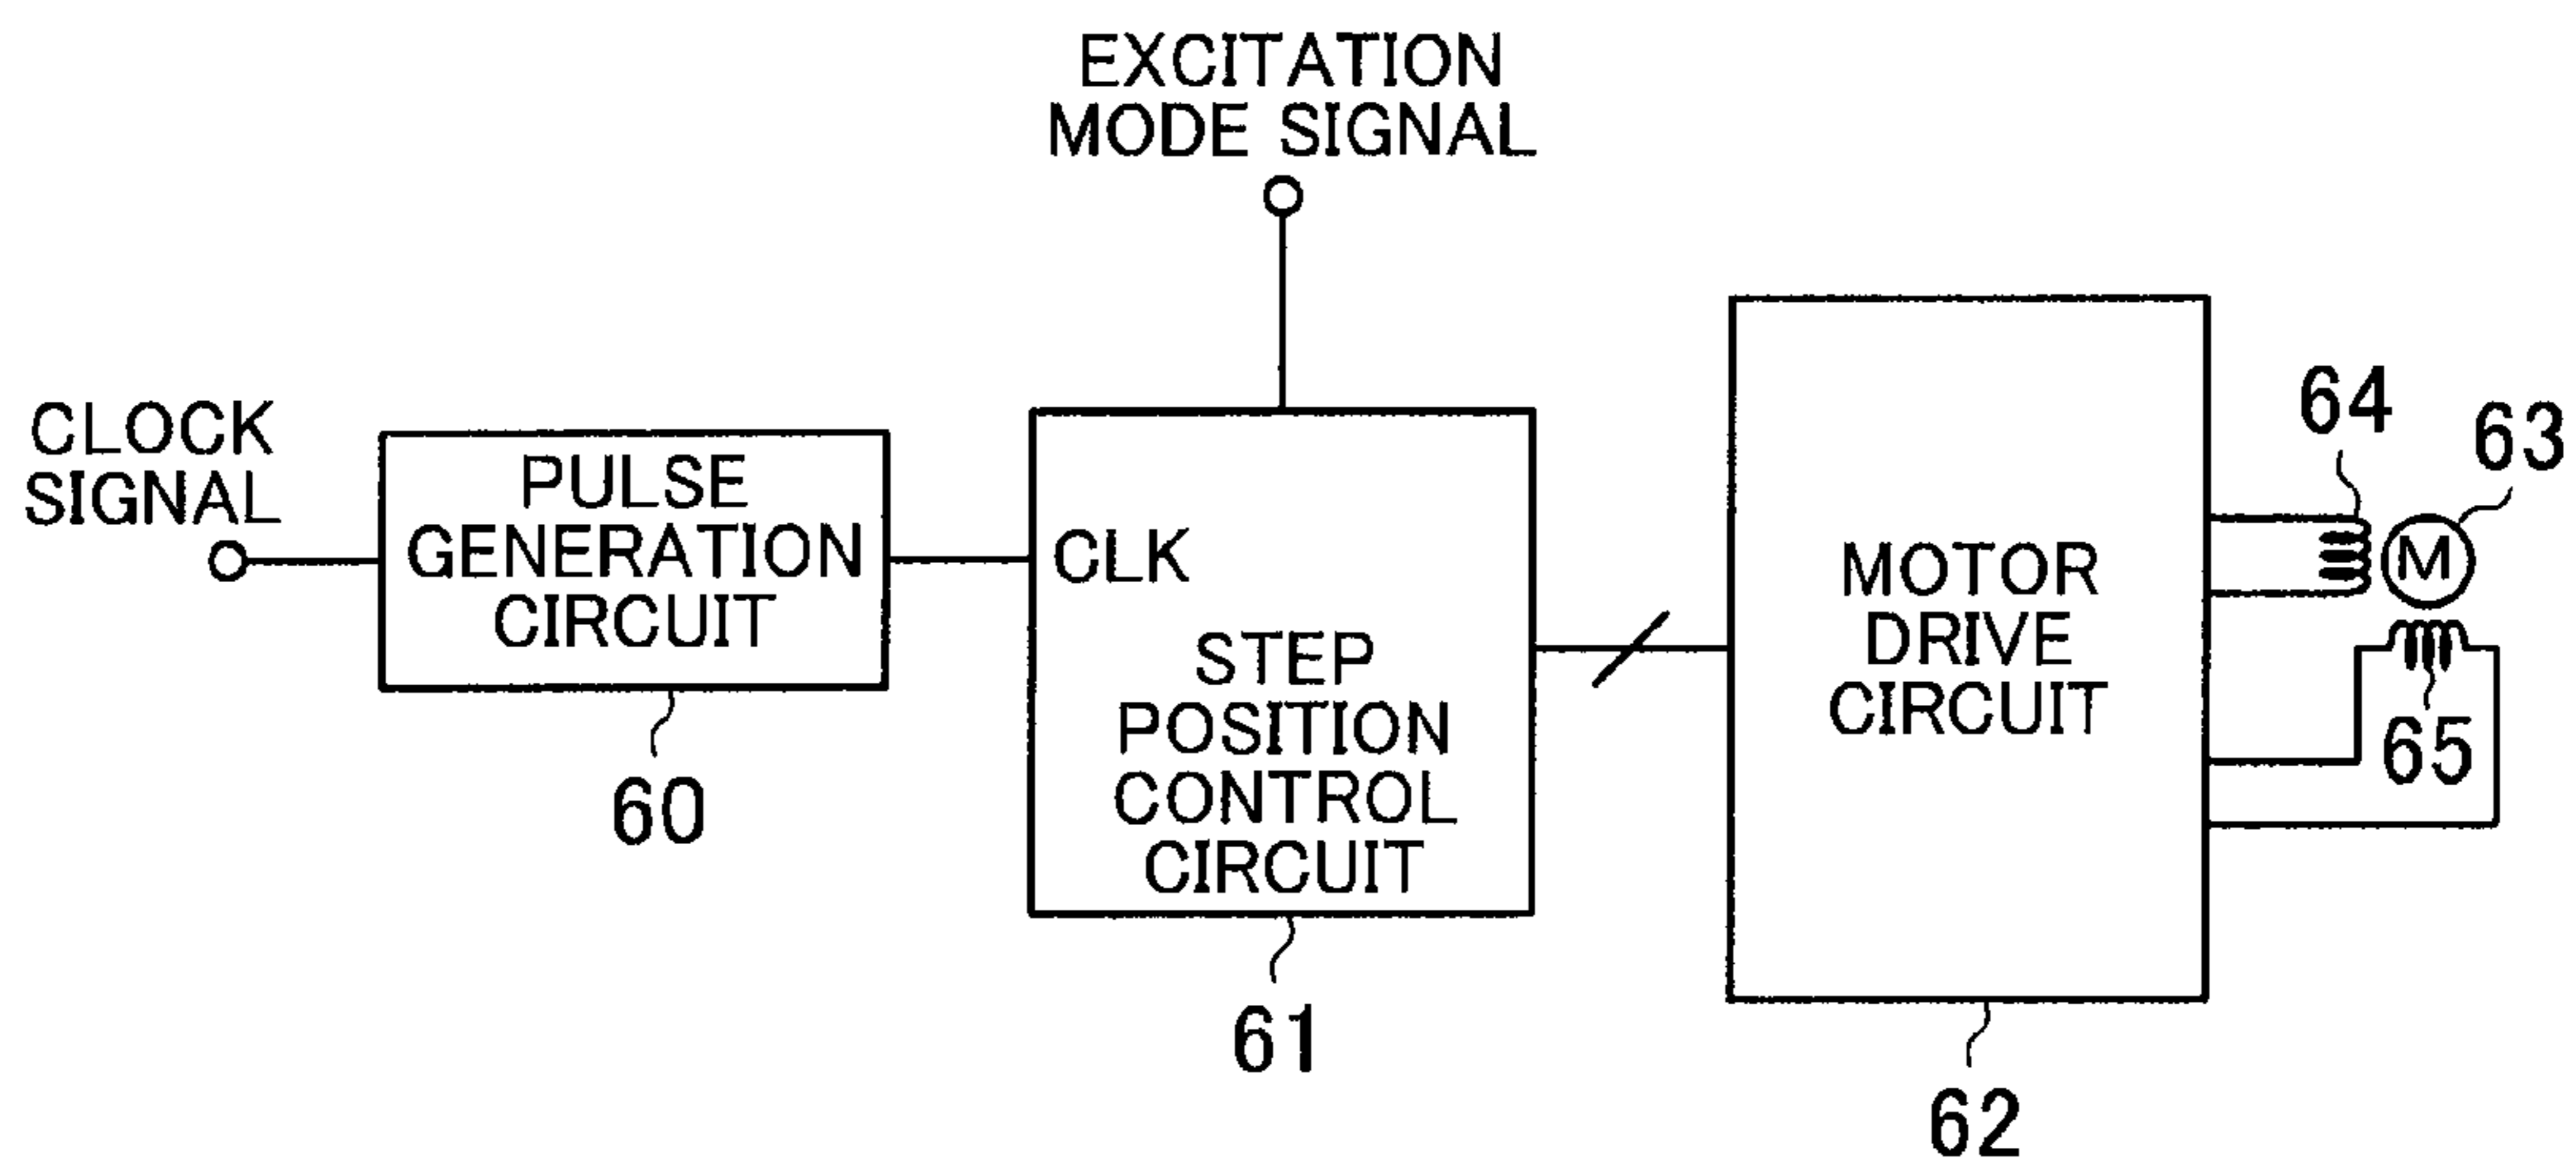 EXCITATION
MODE SIGNAL
CLOCK
SIGNAL
PULSE
GENERATION
CIRCUIT
60
CLK
STEP
POSITION
CONTROL
CIRCUIT
61
MOTOR
DRIVE
CIRCUIT
62
64
63
M
65